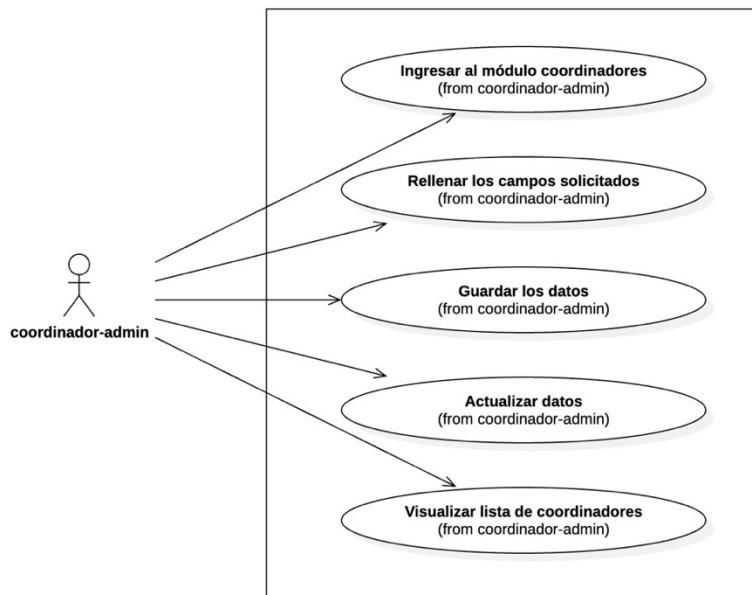 Ingresar al módulo coordinadores
(from coordinador-admin)
Rellenar los campos solicitados
(from coordinador-admin)
Guardar los datos
(from coordinador-admin)
coordinador-admin
Actualizar datos
(from coordinador-admin)
Visualizar lista de coordinadores
(from coordinador-admin)